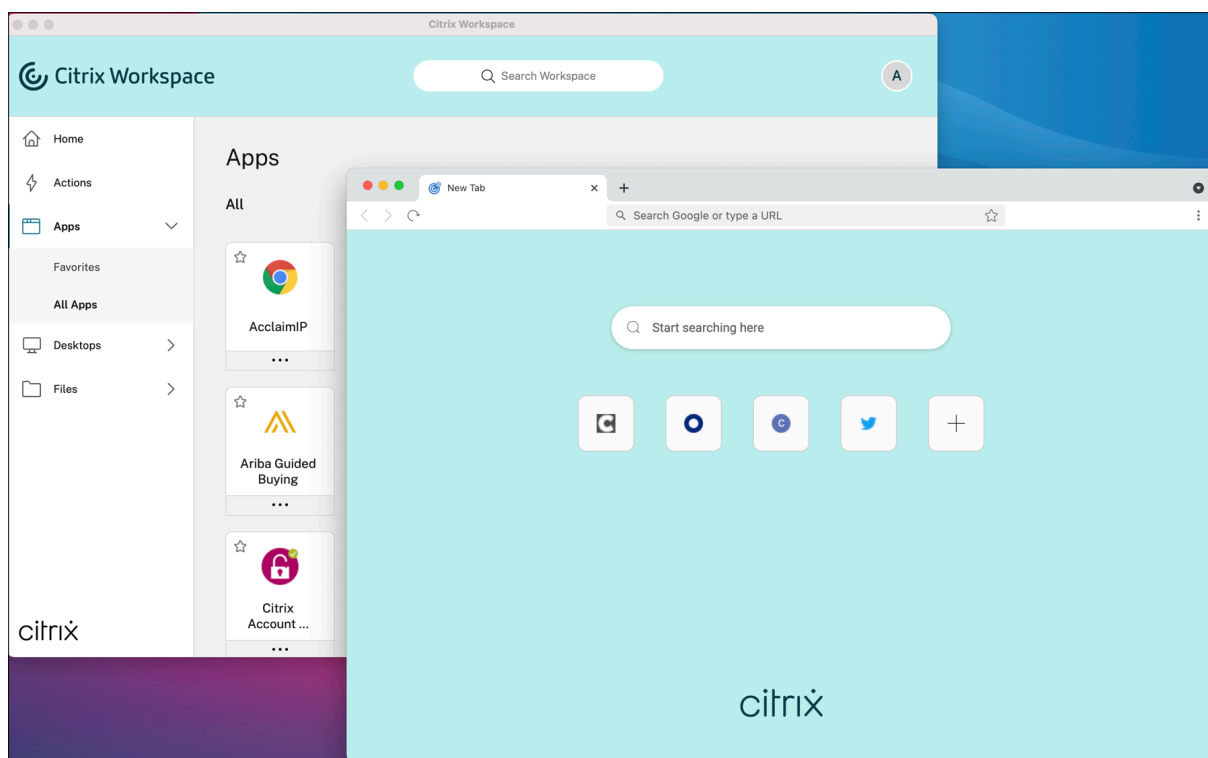 Citrix Workspace
Citrix Workspace
Search Workspace
A
Home
Actions
Apps
Favorites
All Apps
Desktops
Files
citrix
Apps
All
AcclaimIP
Ariba Guided
Buying
Citrix
Account ...
New Tab
Search Google or type a URL
Start searching here
C
citrix